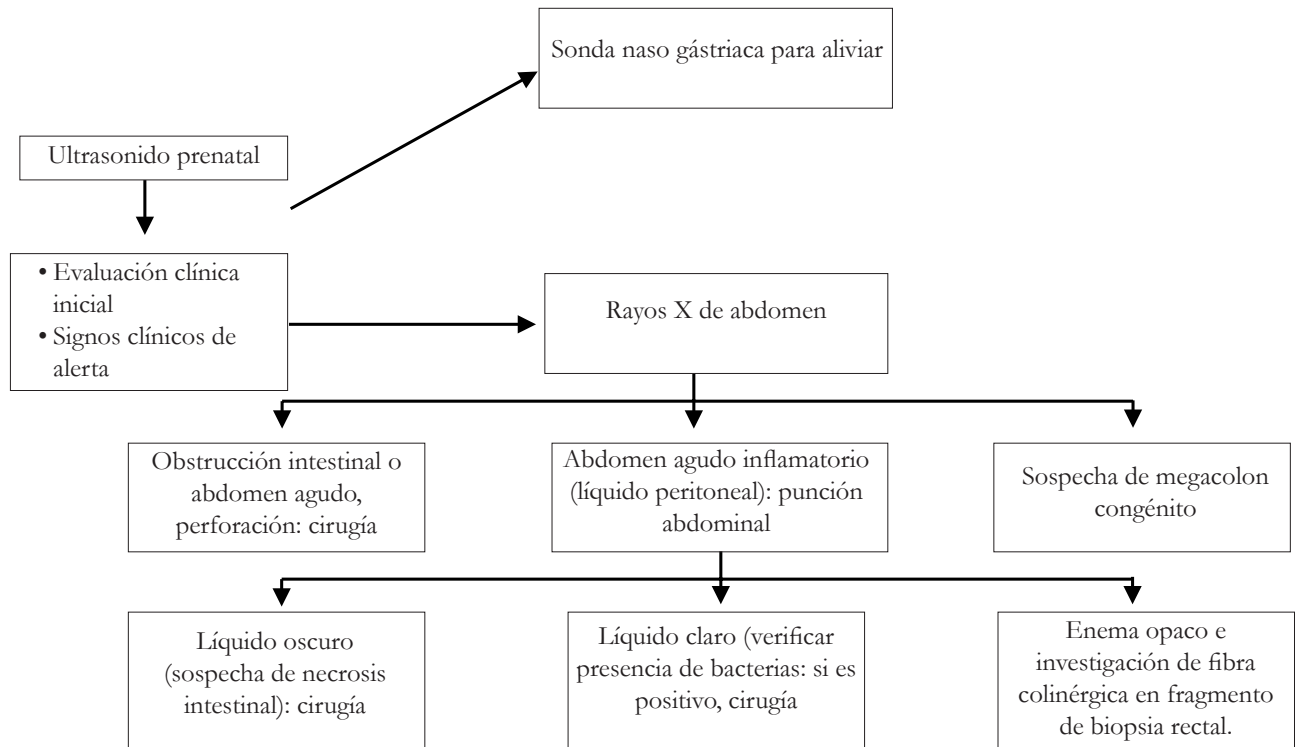 Sonda naso gástriaca para aliviar
Ultrasonido prenatal
• Evaluación clínica
inicial
• Signos clínicos de
alerta
Rayos X de abdomen
Obstrucción intestinal o
abdomen agudo,
perforación: cirugía
Abdomen agudo inflamatorio
(líquido peritoneal): punción
abdominal
Sospecha de megacolon
congénito
Líquido oscuro
(sospecha de necrosis
intestinal): cirugía
Líquido claro (verificar
presencia de bacterias: si es
positivo, cirugía
Enema opaco e
investigación de fibra
colinérgica en fragmento
de biopsia rectal.